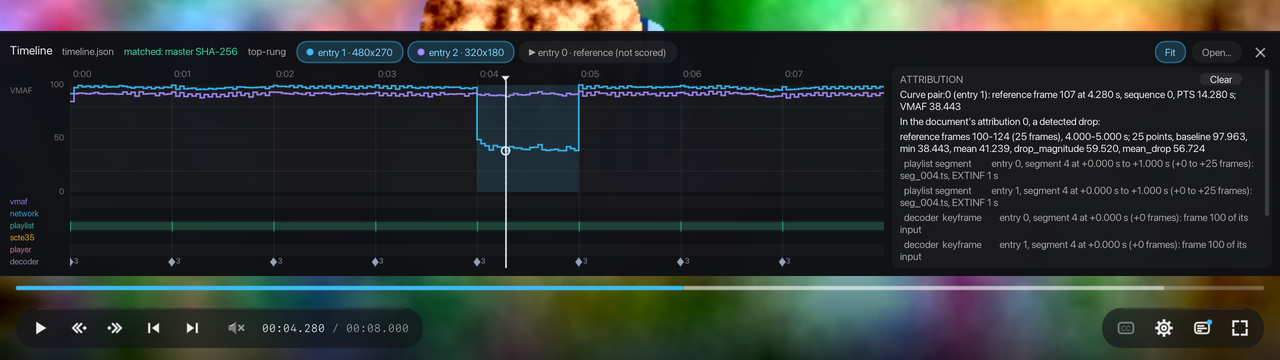 Timeline timeline.json matched: master SHA-256 top-rung entry 1 · 480x270 entry 2 · 320x180 entry 0 · reference (not scored) Fit Open...
0:00 0:01 0:02 0:03 0:04 0:05 0:06 0:07
VMAF
100
50
0
vmaf
network
playlist
scte35
player
decoder
3 3 3 3 3 3 3 3
ATTRIBUTION Clear
Curve pair:0 (entry 1): reference frame 107 at 4.280 s, sequence 0, PTS 14.280 s;
VMAF 38.443
In the document's attribution 0, a detected drop:
reference frames 100-124 (25 frames), 4.000-5.000 s; 25 points, baseline 97.963,
min 38.443, mean 41.239, drop_magnitude 59.520, mean_drop 56.724
playlist segment entry 0, segment 4 at +0.000 s to +1.000 s (+0 to +25 frames):
seg_004.ts, EXTINF 1 s
playlist segment entry 1, segment 4 at +0.000 s to +1.000 s (+0 to +25 frames):
seg_004.ts, EXTINF 1 s
decoder keyframe entry 0, segment 4 at +0.000 s (+0 frames): frame 100 of its
input
decoder keyframe entry 1, segment 4 at +0.000 s (+0 frames): frame 100 of its
input
00:04.280 / 00:08.000
CC